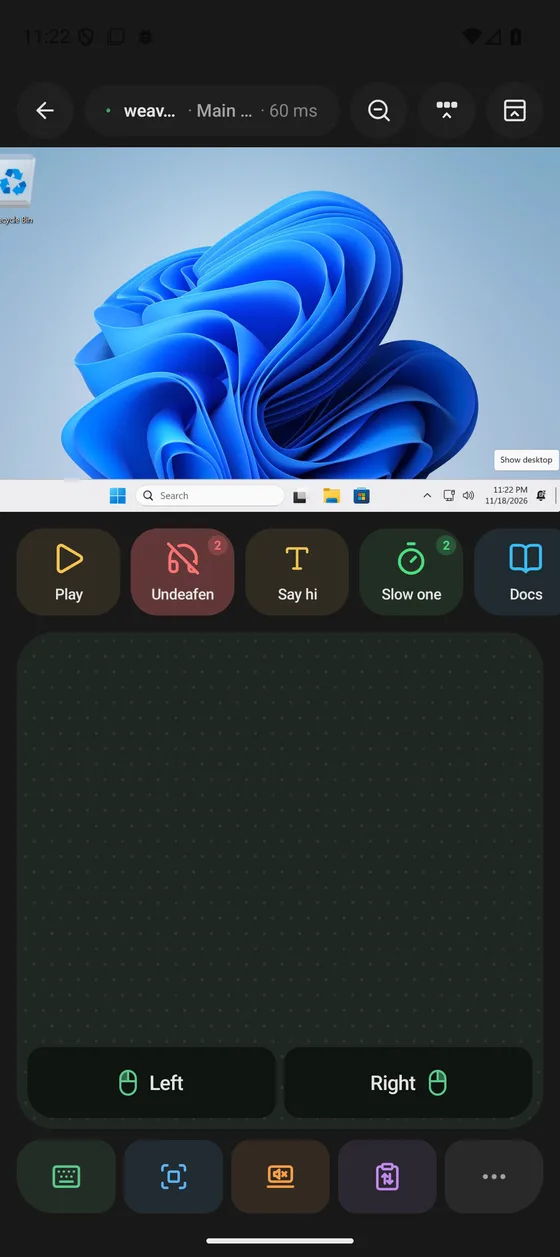 11:22
weav... · Main ... · 60 ms
ecycle Bin
Show desktop
Search
11:22 PM
11/18/2026
Play
2
Undeafen
Say hi
2
Slow one
Docs
Left
Right